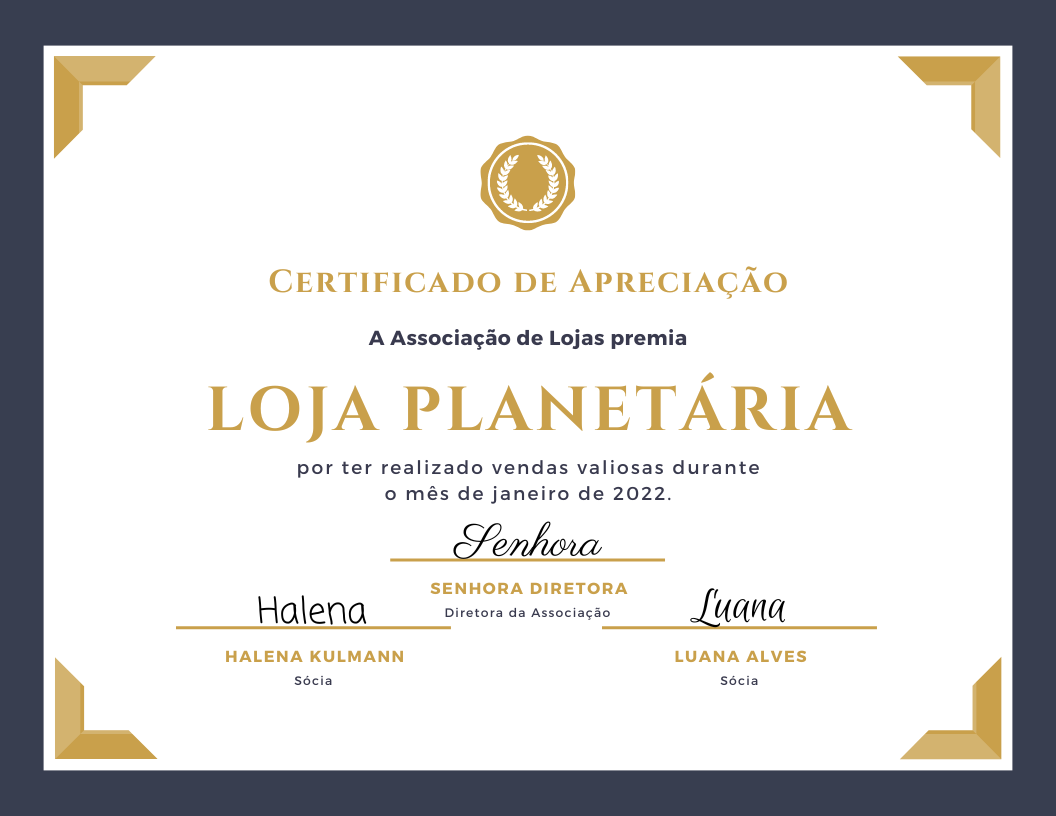 Certificado de Apreciação
A Associação de Lojas premia
LOJA PLANETÁRIA
por ter realizado vendas valiosas durante
o mês de janeiro de 2022.
Senhora
SENHORA DIRETORA
Diretora da Associação
Halena
HALENA KULMANN
Sócia
Luana
LUANA ALVES
Sócia